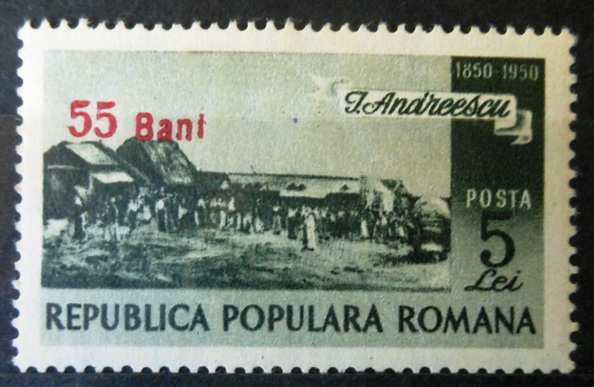 1850-1950
I. Andreescu
55 Bani
POSTA
5
Lei
REPUBLICA POPULARA ROMANA